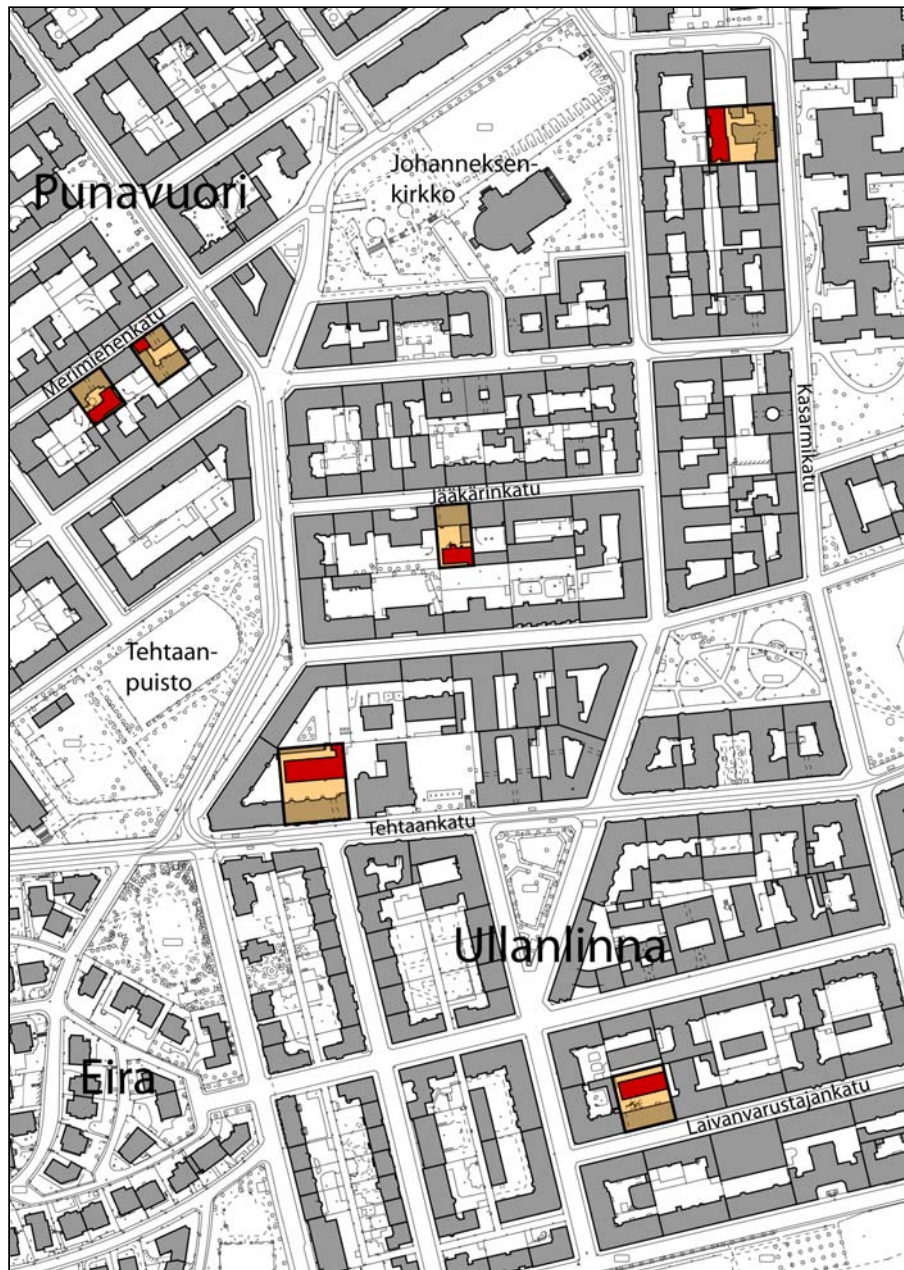 Johanneksen-
kirkko
Punavuori
Merimiehenkatu
Kasarmikatu
Jääkärinkatu
Tehtaan-
puisto
Tehtaankatu
Ullanlinna
Eira
Laivanvarustajankatu